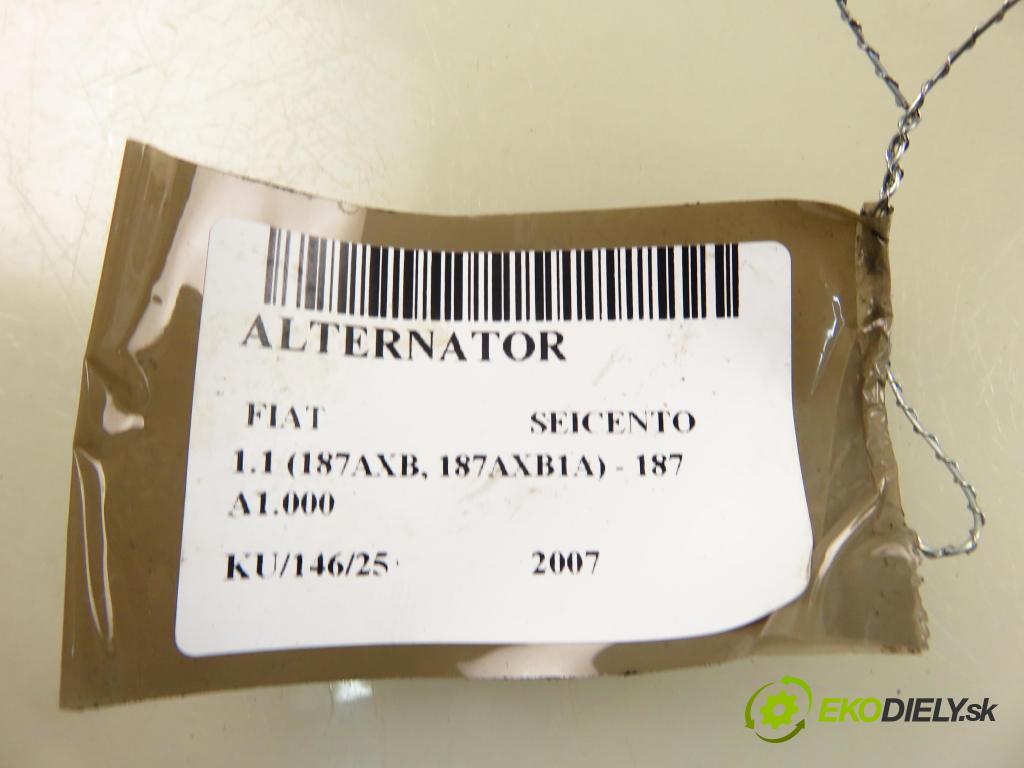 ALTERNATOR
FIAT SEICENTO
1.1 (187AXB, 187AXB1A) - 187
A1.000
KU/146/25 2007
EKODIELY.sk